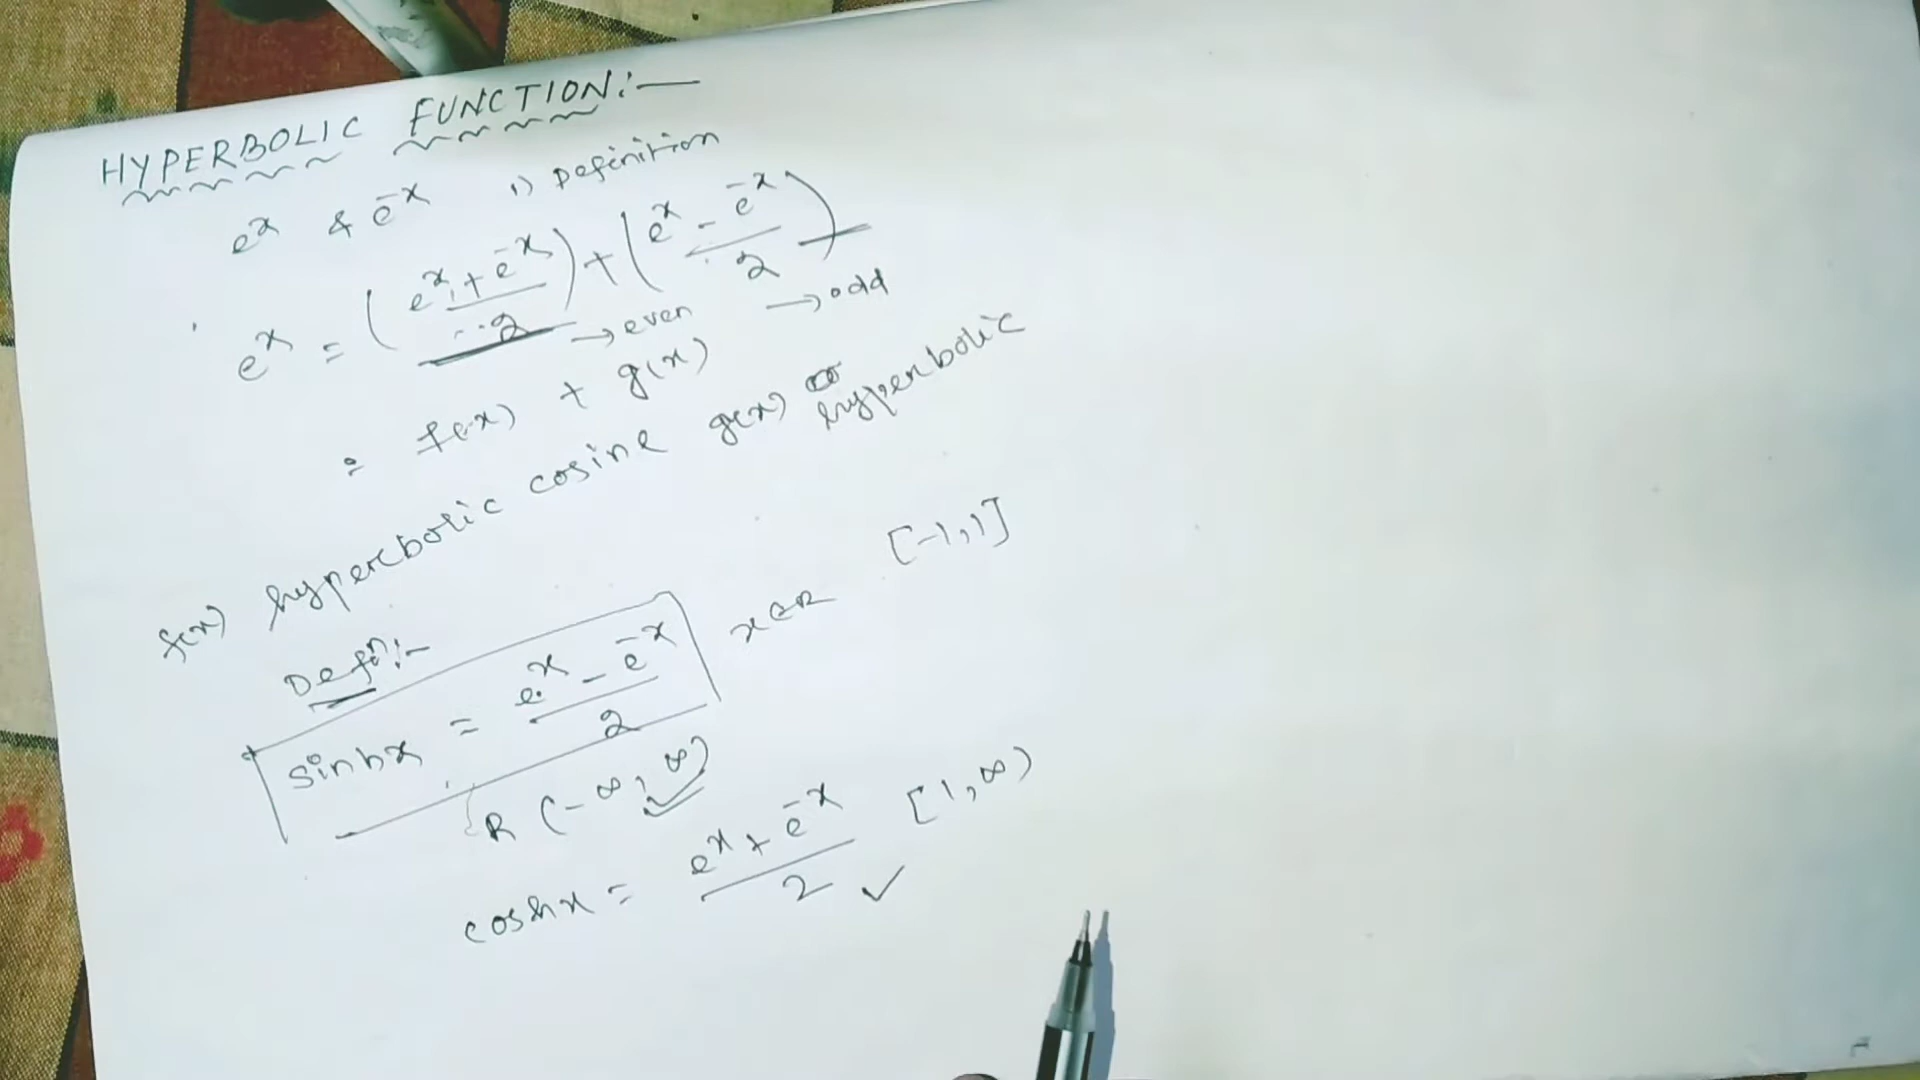 HYPERBOLIC FUNCTION:—
e^x & e^-x 1) Definition
e^x = ((e^x + e^-x)/2) + ((e^x - e^-x)/2)
→ even → odd
= f(x) + g(x)
f(x) hyperbolic cosine g(x) hyperbolic
Defn:- [-1,1]
sinhx = (e^x - e^-x)/2 x∈R
R (-∞, ∞)
coshx = (e^x + e^-x)/2 ✓ [1, ∞)